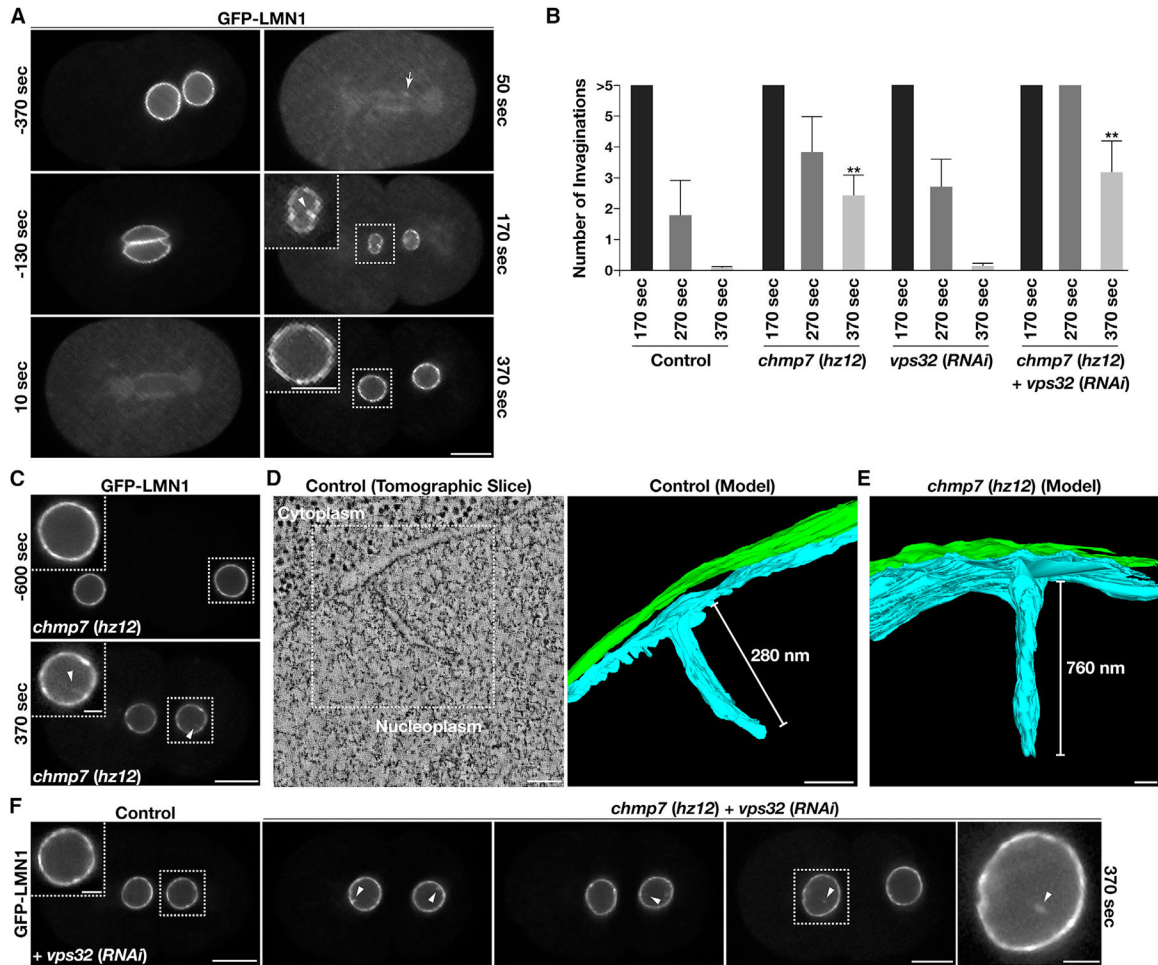 A
GFP-LMN1
-370 sec
50 sec
-130 sec
170 sec
10 sec
370 sec
B
Number of Invaginations
>5
5
4
3
2
1
0
**
**
170 sec
270 sec
370 sec
170 sec
270 sec
370 sec
170 sec
270 sec
370 sec
170 sec
270 sec
370 sec
Control
chmp7 (hz12)
vps32 (RNAi)
chmp7 (hz12)
+ vps32 (RNAi)
C
GFP-LMN1
-600 sec
chmp7 (hz12)
370 sec
chmp7 (hz12)
D
Control (Tomographic Slice)
Cytoplasm
Nucleoplasm
Control (Model)
280 nm
E
chmp7 (hz12) (Model)
760 nm
F
Control
chmp7 (hz12) + vps32 (RNAi)
GFP-LMN1
+ vps32 (RNAi)
370 sec